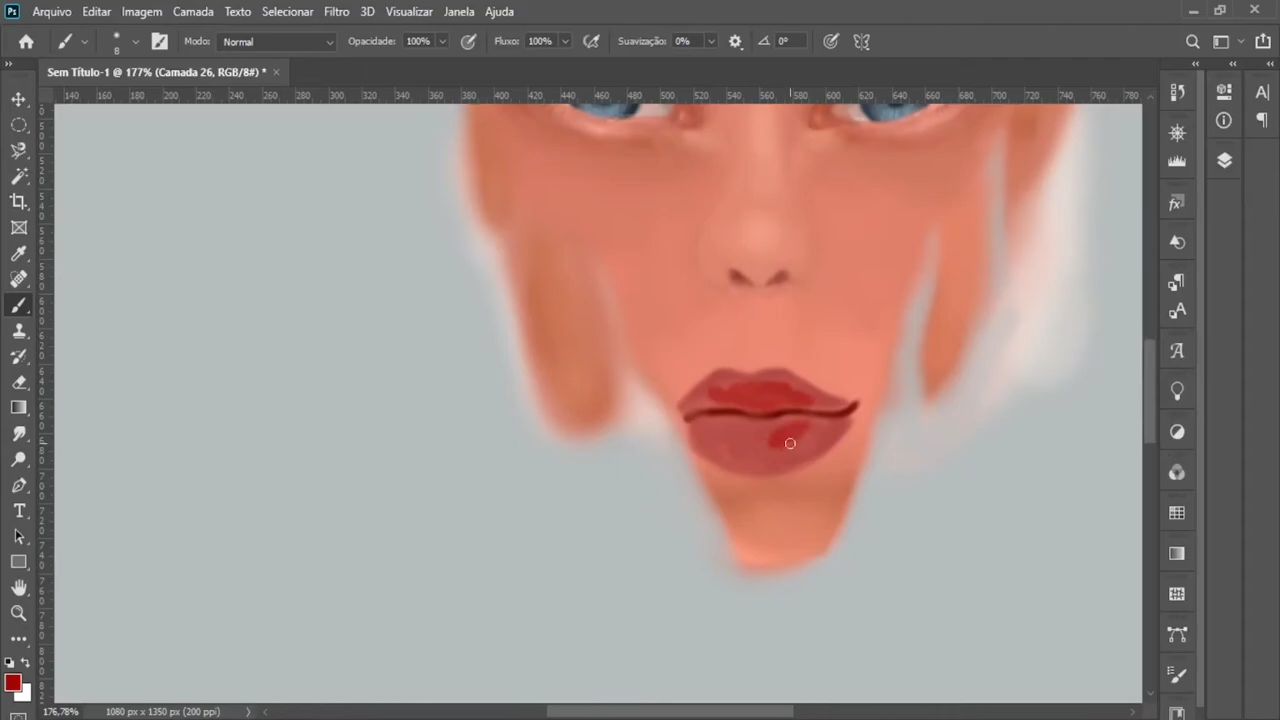 Ps Arquivo Editar Imagem Camada Texto Selecionar Filtro 3D Visualizar Janela Ajuda
8 Modo: Normal Opacidade: 100% Fluxo: 100% Suavização: 0% 0°
Sem Título-1 @ 177% (Camada 26, RGB/8#) * ×
140 160 180 200 220 240 260 280 300 320 340 360 380 400 420 440 460 480 500 520 540 560 580 600 620 640 660 680 700 720 740 760 780
176,78% 1080 px x 1350 px (200 ppi)